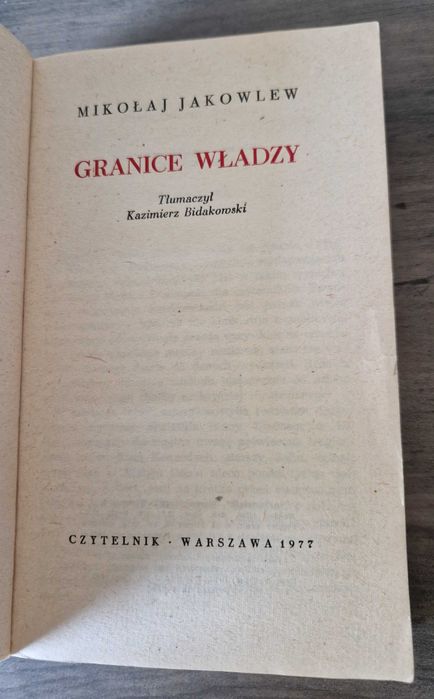 MIKOŁAJ JAKOWLEW
GRANICE WŁADZY
Tłumaczył
Kazimierz Bidakowski
CZYTELNIK · WARSZAWA 1977